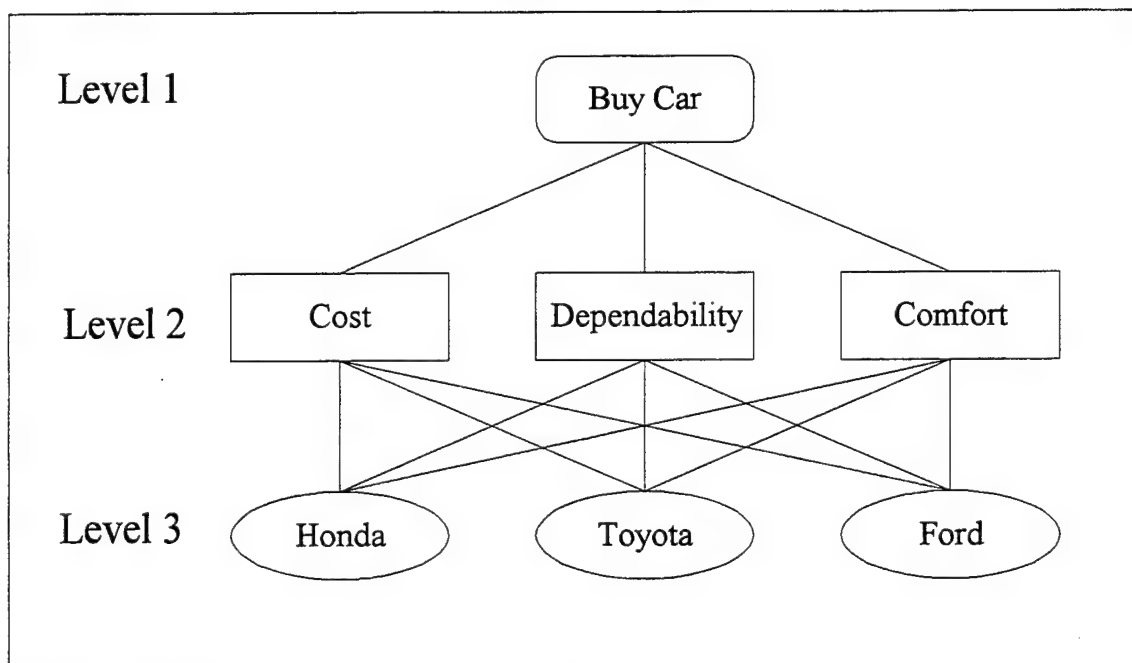 Level 1
Buy Car
Level 2
Cost
Dependability
Comfort
Level 3
Honda
Toyota
Ford